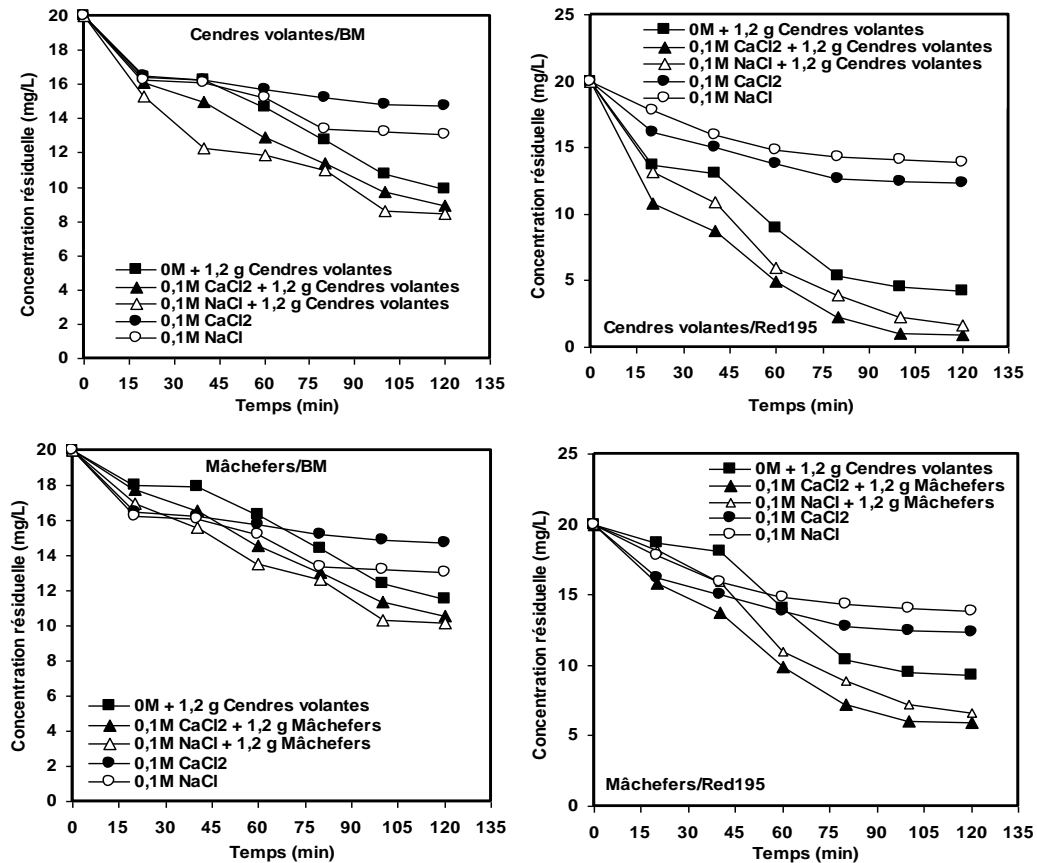 Cendres volantes/BM
Concentration résiduelle (mg/L)
20
18
16
14
12
10
8
6
4
2
0
0M + 1,2 g Cendres volantes
0,1M CaCl2 + 1,2 g Cendres volantes
0,1M NaCl + 1,2 g Cendres volantes
0,1M CaCl2
0,1M NaCl
0 15 30 45 60 75 90 105 120 135
Temps (min)
Concentration résiduelle (mg/L)
25
20
15
10
5
0
0M + 1,2 g Cendres volantes
0,1M CaCl2 + 1,2 g Cendres volantes
0,1M NaCl + 1,2 g Cendres volantes
0,1M CaCl2
0,1M NaCl
Cendres volantes/Red195
0 15 30 45 60 75 90 105 120 135
Temps (min)
Mâchefers/BM
Concentration résiduelle (mg/L)
20
18
16
14
12
10
8
6
4
2
0
0M + 1,2 g Cendres volantes
0,1M CaCl2 + 1,2 g Mâchefers
0,1M NaCl + 1,2 g Mâchefers
0,1M CaCl2
0,1M NaCl
0 15 30 45 60 75 90 105 120 135
Temps (min)
Concentration résiduelle (mg/L)
25
20
15
10
5
0
0M + 1,2 g Cendres volantes
0,1M CaCl2 + 1,2 g Mâchefers
0,1M NaCl + 1,2 g Mâchefers
0,1M CaCl2
0,1M NaCl
Mâchefers/Red195
0 15 30 45 60 75 90 105 120 135
Temps (min)